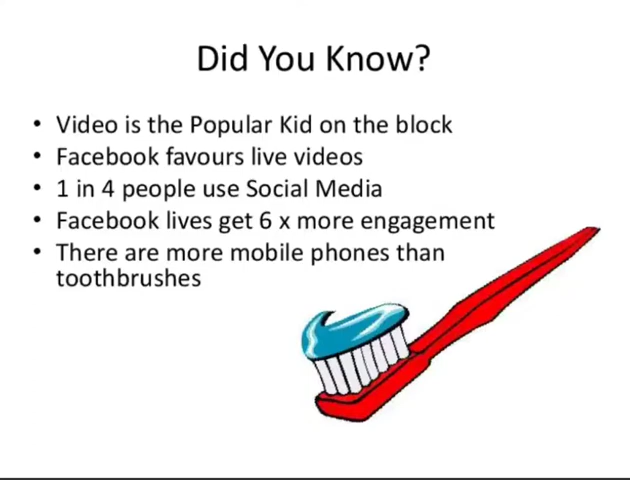 Did You Know?
• Video is the Popular Kid on the block
• Facebook favours live videos
• 1 in 4 people use Social Media
• Facebook lives get 6 x more engagement
• There are more mobile phones than
toothbrushes